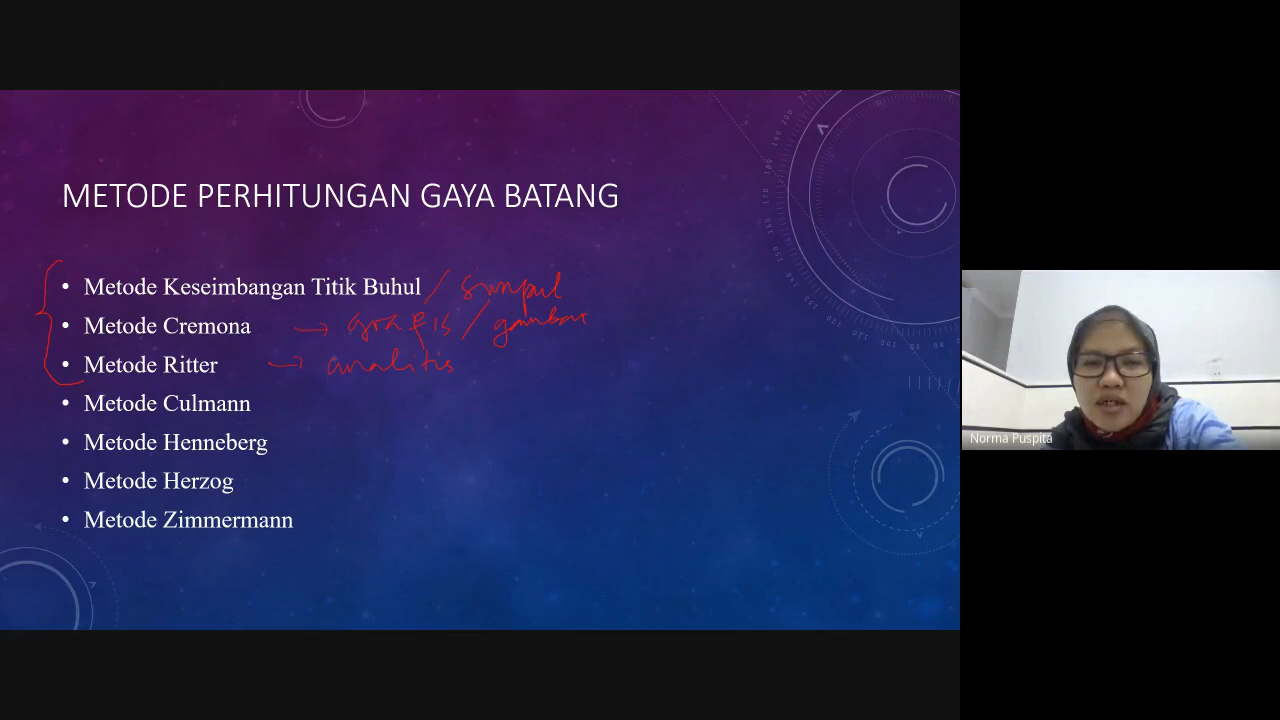 METODE PERHITUNGAN GAYA BATANG
• Metode Keseimbangan Titik Buhul / Simpul
• Metode Cremona → grafis / gambar
• Metode Ritter → analitis
• Metode Culmann
• Metode Henneberg
• Metode Herzog
• Metode Zimmermann
Norma Puspita